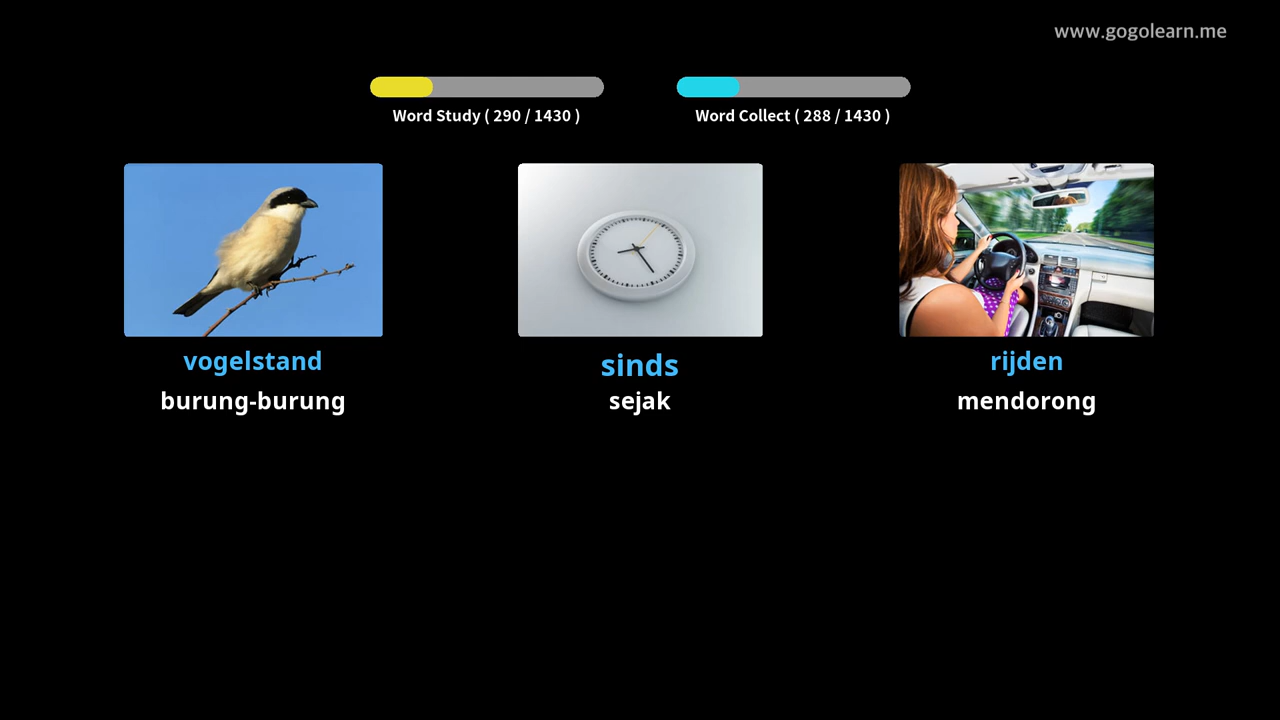 www.gogolearn.me
Word Study ( 290 / 1430 )
Word Collect ( 288 / 1430 )
vogelstand
sinds
rijden
burung-burung
sejak
mendorong